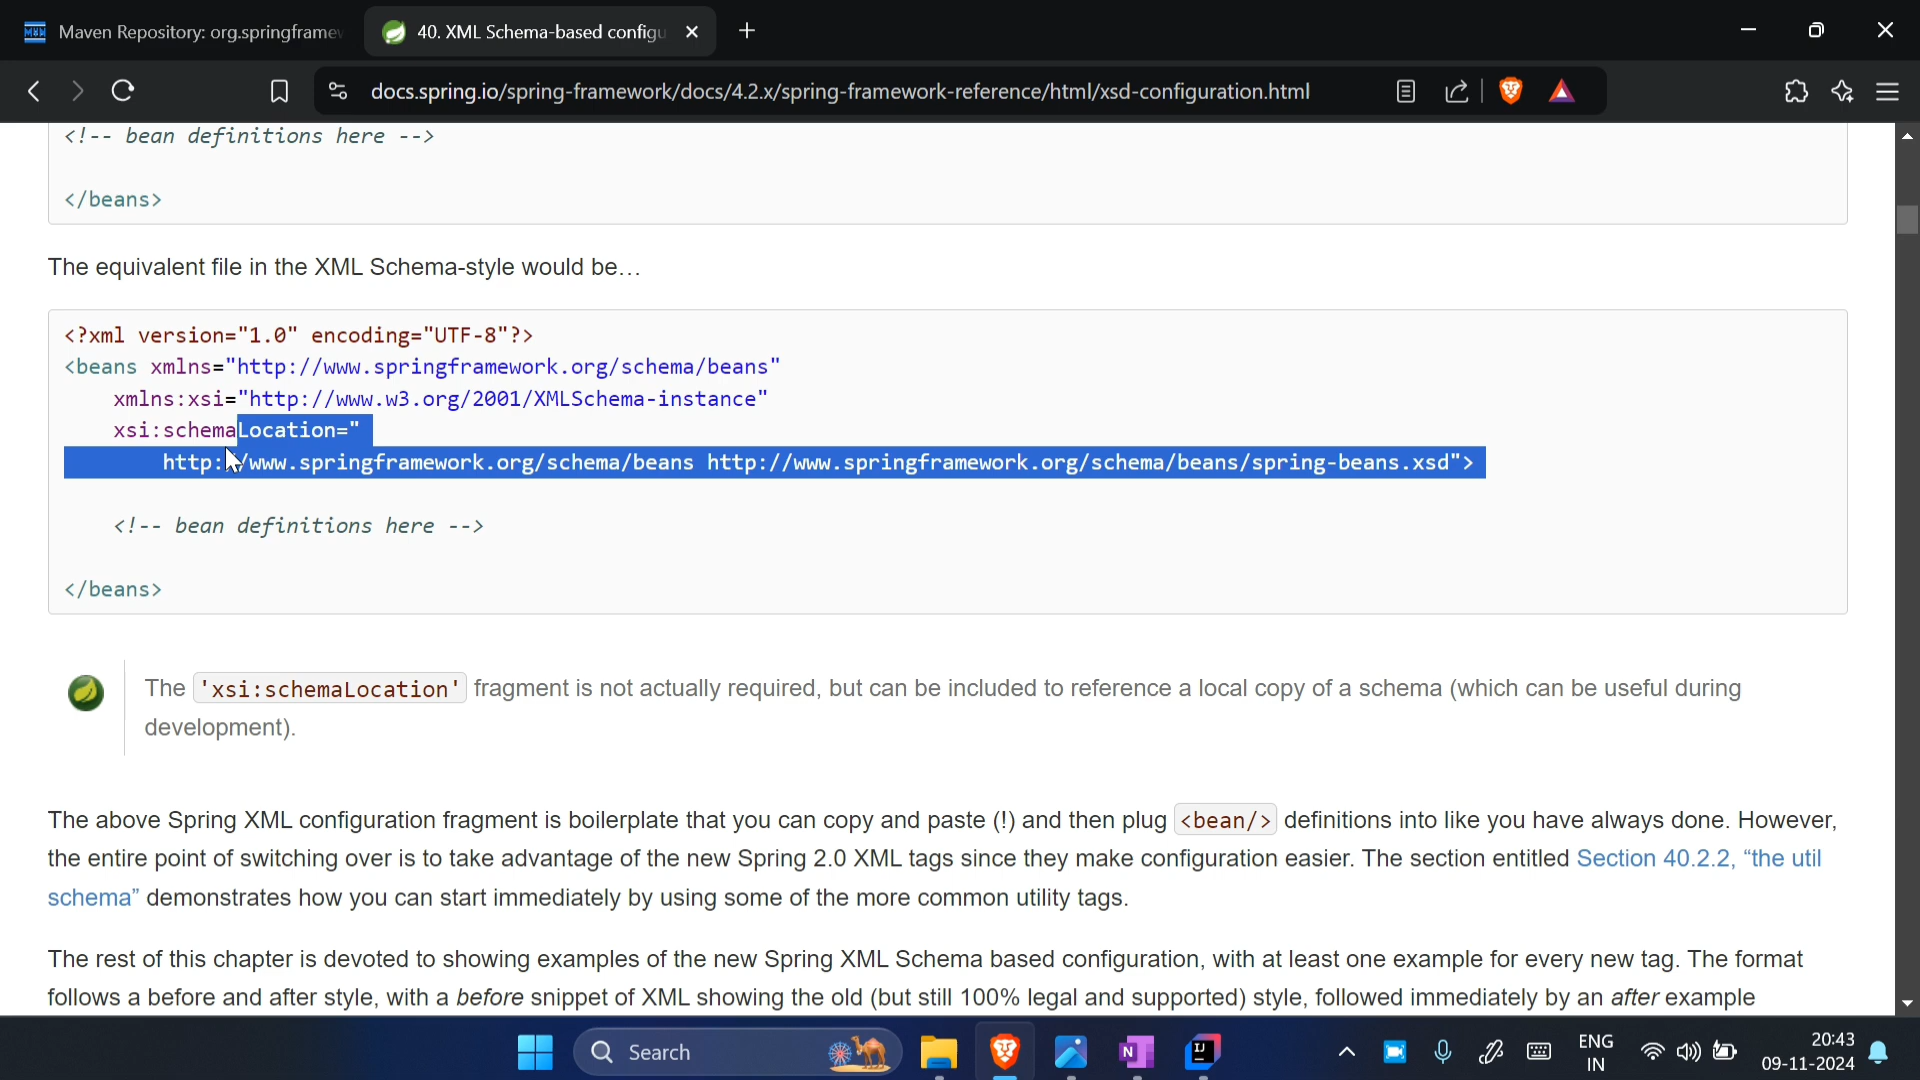 Maven Repository: org.springframew
40. XML Schema-based configu
docs.spring.io/spring-framework/docs/4.2.x/spring-framework-reference/html/xsd-configuration.html
<!-- bean definitions here -->
</beans>
The equivalent file in the XML Schema-style would be…
<?xml version="1.0" encoding="UTF-8"?>
<beans xmlns="http://www.springframework.org/schema/beans"
xmlns:xsi="http://www.w3.org/2001/XMLSchema-instance"
xsi:schemaLocation="
http://www.springframework.org/schema/beans http://www.springframework.org/schema/beans/spring-beans.xsd">
<!-- bean definitions here -->
</beans>
The 'xsi:schemaLocation' fragment is not actually required, but can be included to reference a local copy of a schema (which can be useful during
development).
The above Spring XML configuration fragment is boilerplate that you can copy and paste (!) and then plug <bean/> definitions into like you have always done. However,
the entire point of switching over is to take advantage of the new Spring 2.0 XML tags since they make configuration easier. The section entitled Section 40.2.2, “the util
schema” demonstrates how you can start immediately by using some of the more common utility tags.
The rest of this chapter is devoted to showing examples of the new Spring XML Schema based configuration, with at least one example for every new tag. The format
follows a before and after style, with a before snippet of XML showing the old (but still 100% legal and supported) style, followed immediately by an after example
Search
ENG
IN
20:43
09-11-2024